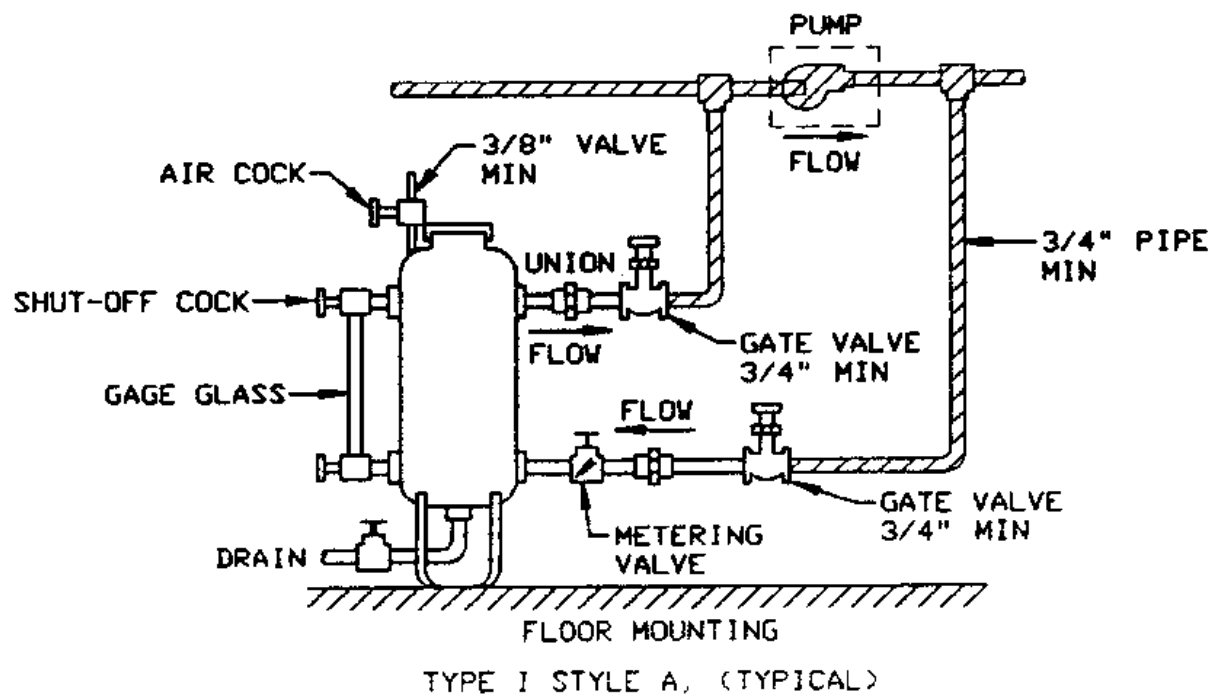 PUMP
FLOW
3/8" VALVE
MIN
AIR COCK
3/4" PIPE
MIN
UNION
SHUT-OFF COCK
FLOW
GATE VALVE
3/4" MIN
GAGE GLASS
FLOW
GATE VALVE
3/4" MIN
METERING
VALVE
DRAIN
FLOOR MOUNTING
TYPE I STYLE A, (TYPICAL)